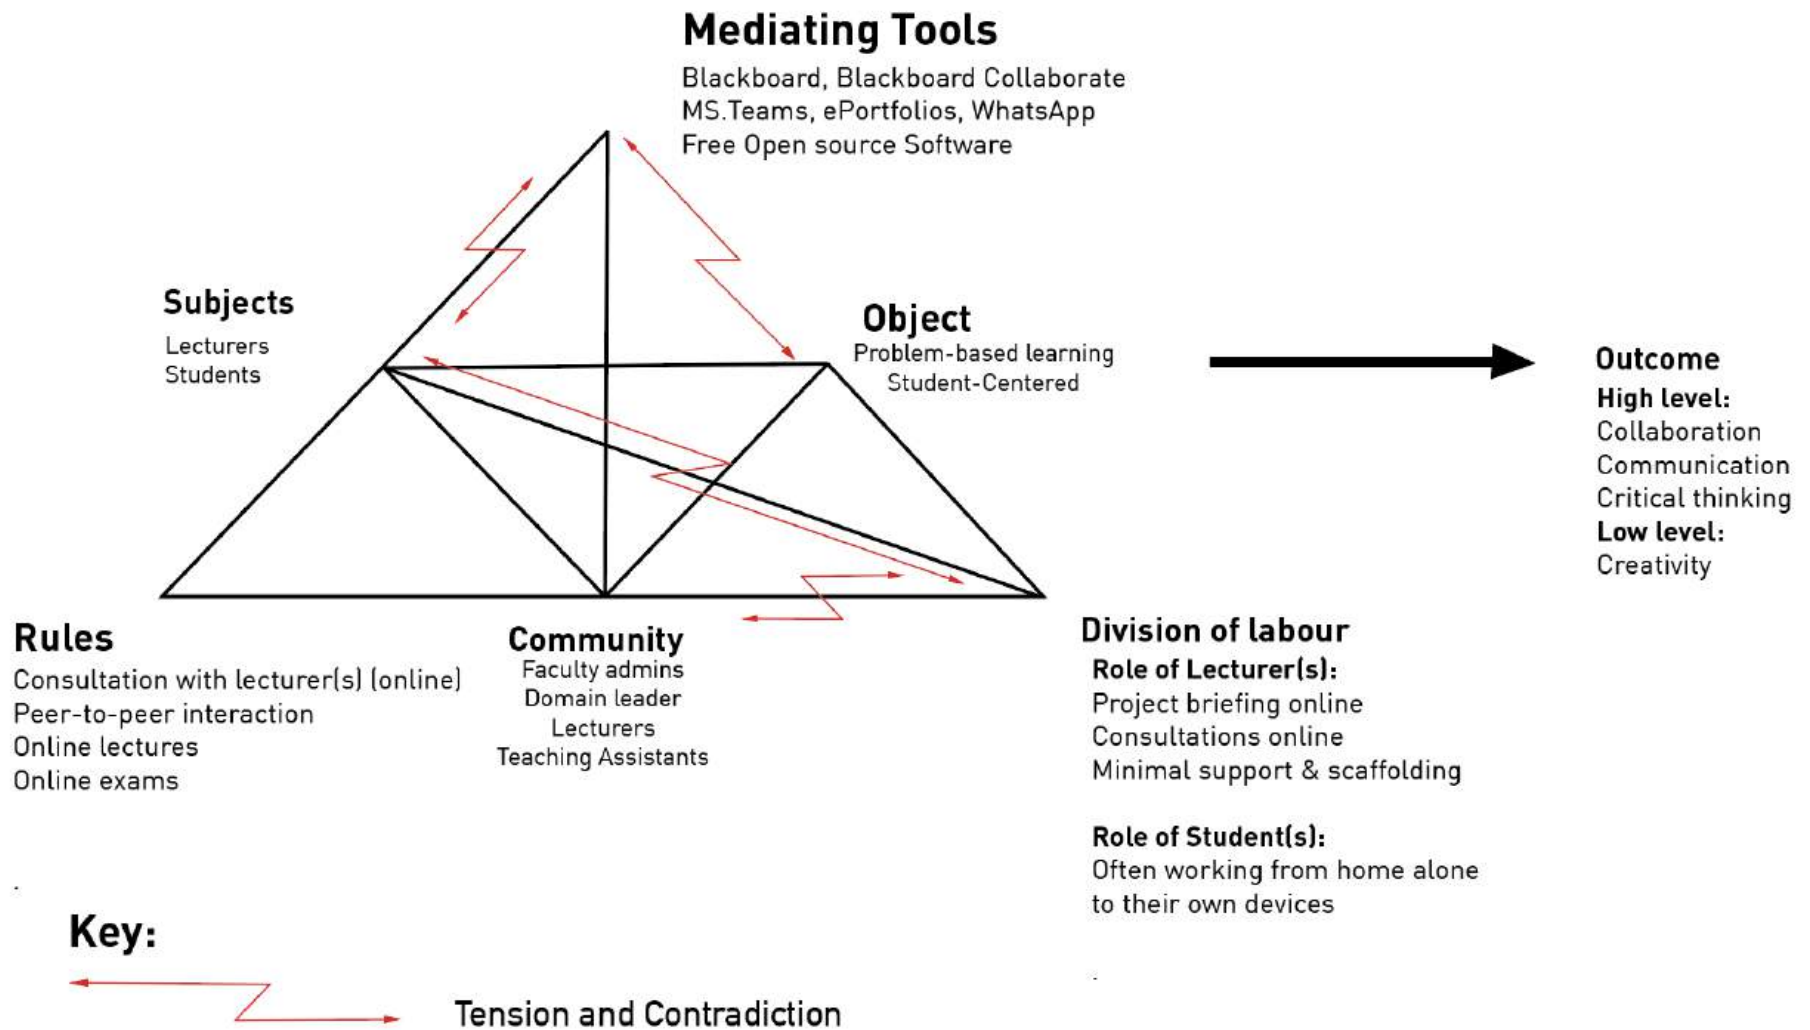 Mediating Tools
Blackboard, Blackboard Collaborate
MS.Teams, ePortfolios, WhatsApp
Free Open source Software
Subjects
Lecturers
Students
Object
Problem-based learning
Student-Centered
Outcome
High level:
Collaboration
Communication
Critical thinking
Low level:
Creativity
Rules
Consultation with lecturer(s) (online)
Peer-to-peer interaction
Online lectures
Online exams
Community
Faculty admins
Domain leader
Lecturers
Teaching Assistants
Division of labour
Role of Lecturer(s):
Project briefing online
Consultations online
Minimal support & scaffolding
Role of Student(s):
Often working from home alone
to their own devices
Key:
Tension and Contradiction